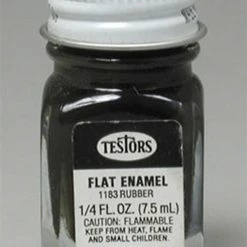 TESTORS
FLAT ENAMEL
1183 RUBBER
1/4 FL. OZ. (7.5 mL)
CAUTION: FLAMMABLE
KEEP FROM HEAT, FLAME
AND SMALL CHILDREN.